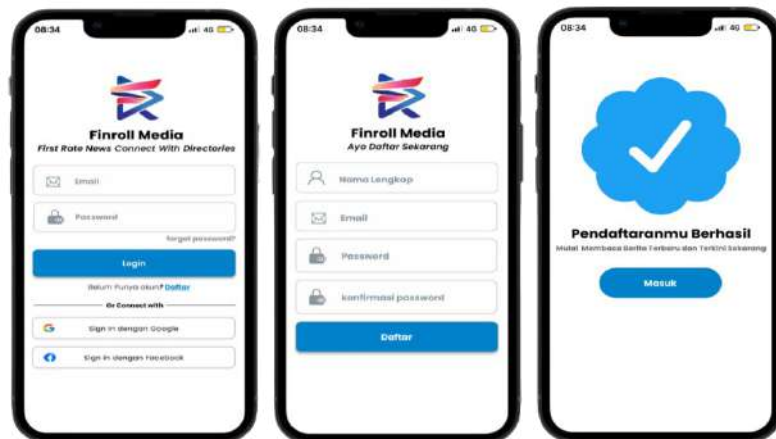 08:34
4G
Finroll Media
First Rate News Connect With Directories
Email
Password
forgot password?
Login
Belum Punya akun? Daftar
Or Connect with
Sign in dengan Google
Sign in dengan Facebook
08:34
4G
Finroll Media
Ayo Daftar Sekarang
Nama Lengkap
Email
Password
konfirmasi password
Daftar
08:34
4G
Pendaftaranmu Berhasil
Mulai Membaca Berita Terbaru dan Terkini Sekarang
Masuk